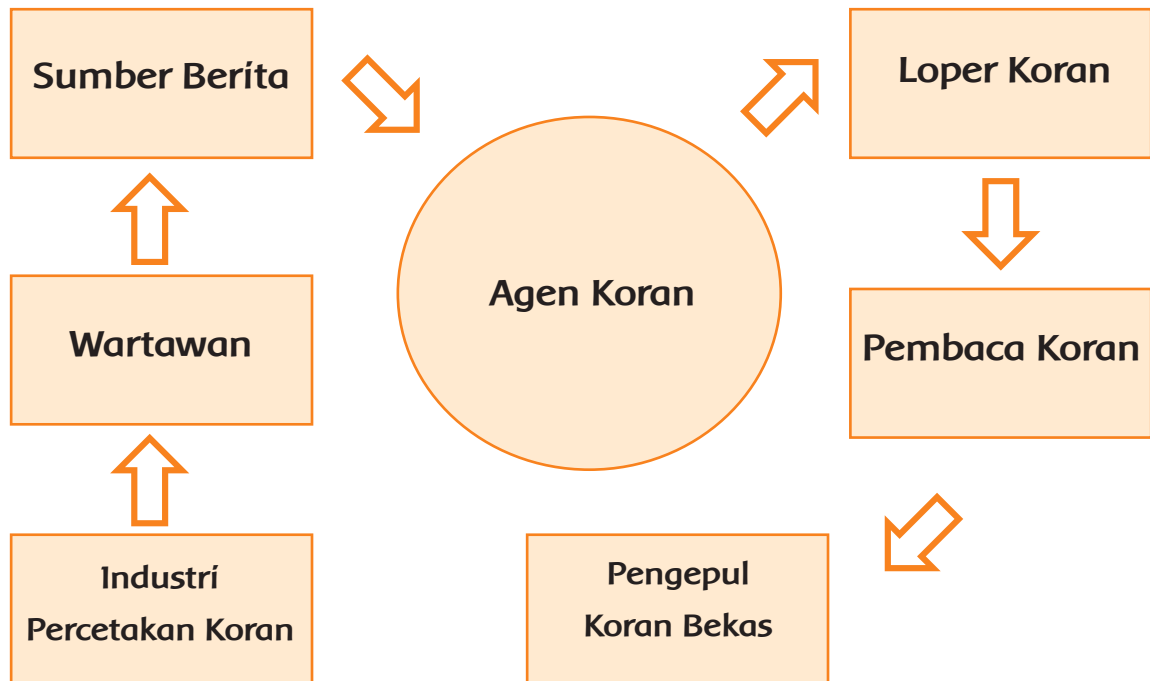 Sumber Berita
Loper Koran
Agen Koran
Wartawan
Pembaca Koran
Industri
Percetakan Koran
Pengepul
Koran Bekas